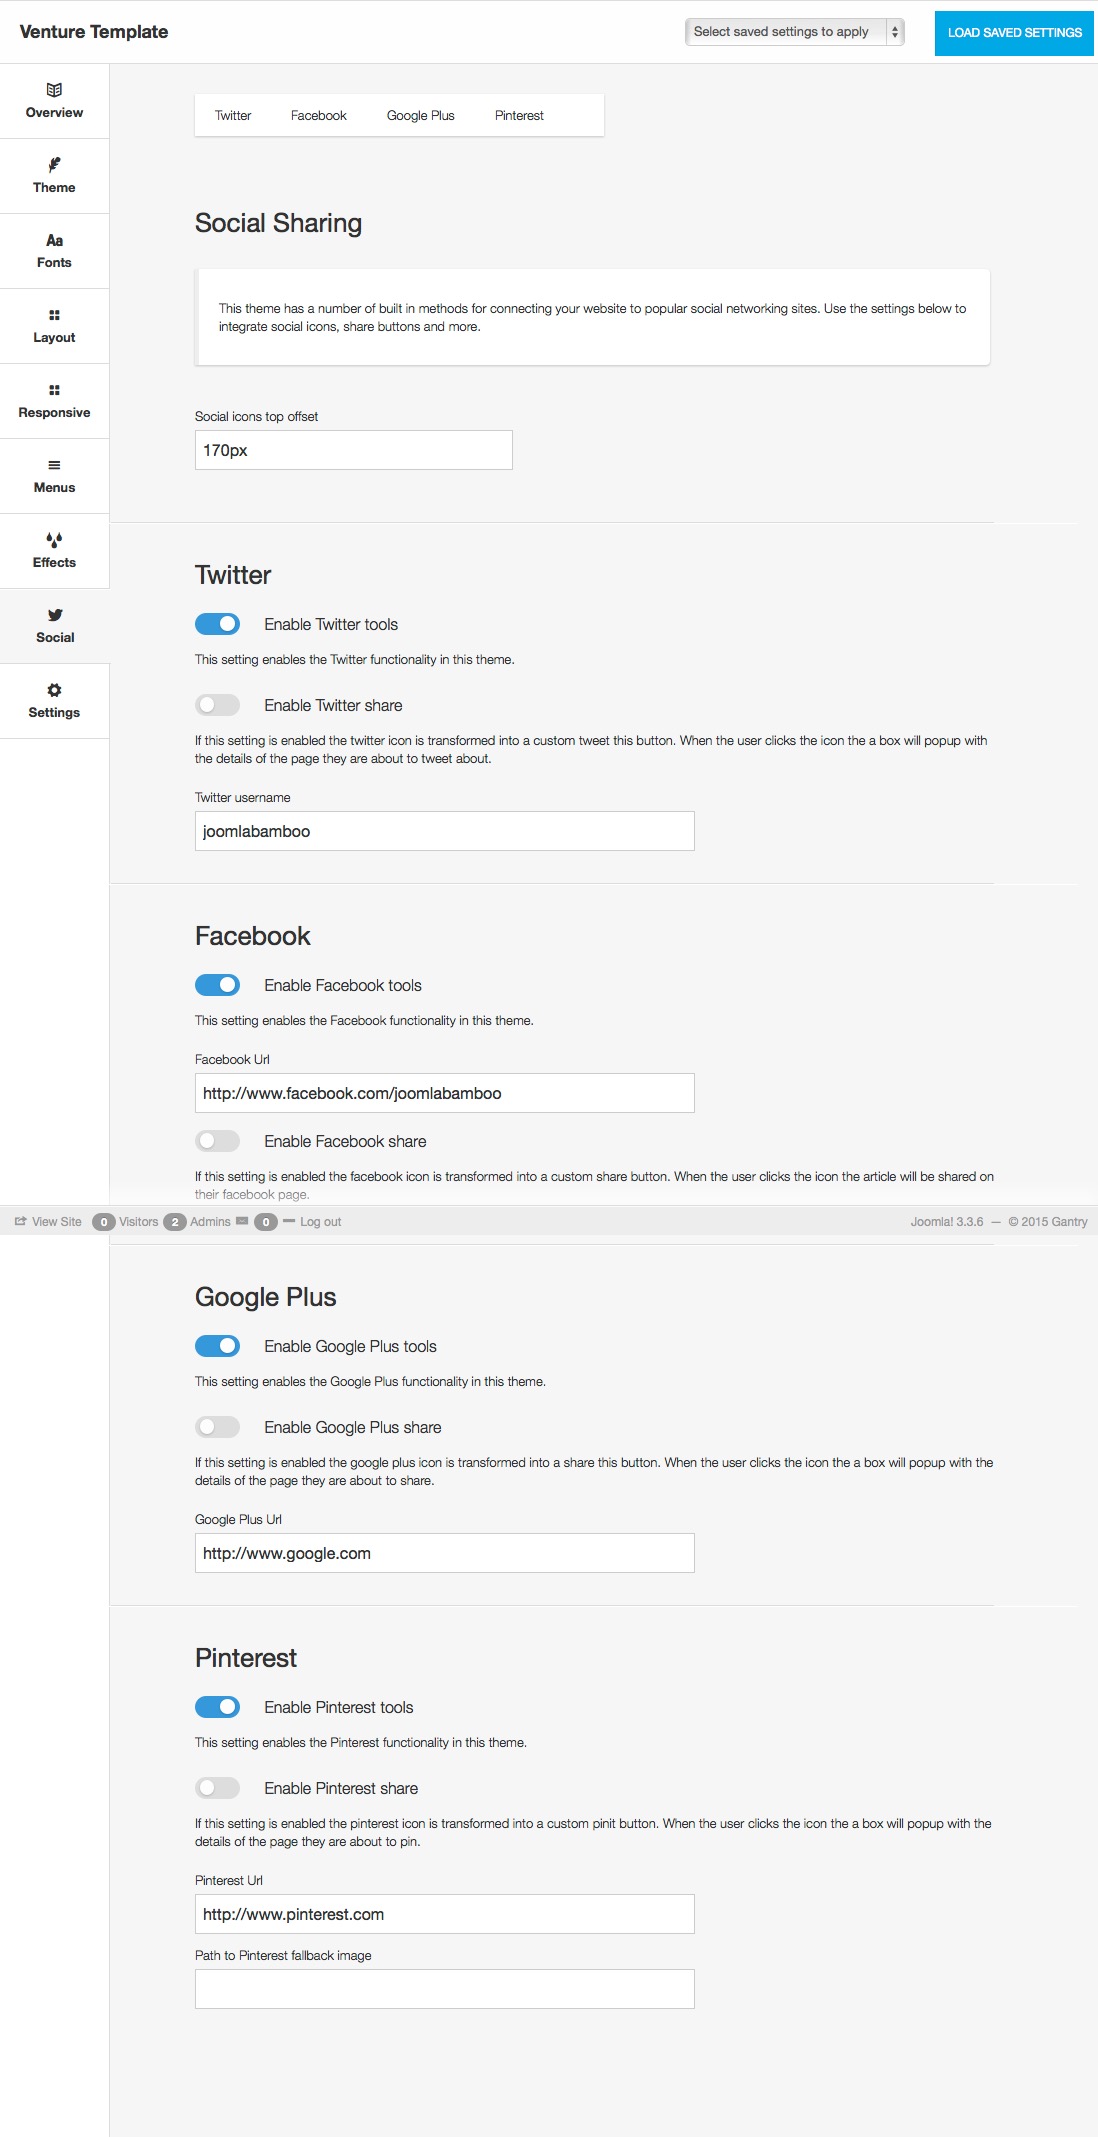 Venture Template
Select saved settings to apply
LOAD SAVED SETTINGS
Overview
Theme
Aa
Fonts
Layout
Responsive
Menus
Effects
Social
Settings
Twitter Facebook Google Plus Pinterest
Social Sharing
This theme has a number of built in methods for connecting your website to popular social networking sites. Use the settings below to
integrate social icons, share buttons and more.
Social icons top offset
170px
Twitter
Enable Twitter tools
This setting enables the Twitter functionality in this theme.
Enable Twitter share
If this setting is enabled the twitter icon is transformed into a custom tweet this button. When the user clicks the icon the a box will popup with
the details of the page they are about to tweet about.
Twitter username
joomlabamboo
Facebook
Enable Facebook tools
This setting enables the Facebook functionality in this theme.
Facebook Url
http://www.facebook.com/joomlabamboo
Enable Facebook share
If this setting is enabled the facebook icon is transformed into a custom share button. When the user clicks the icon the article will be shared on
their facebook page.
View Site 0 Visitors 2 Admins 0 Log out Joomla! 3.3.6 — © 2015 Gantry
Google Plus
Enable Google Plus tools
This setting enables the Google Plus functionality in this theme.
Enable Google Plus share
If this setting is enabled the google plus icon is transformed into a share this button. When the user clicks the icon the a box will popup with the
details of the page they are about to share.
Google Plus Url
http://www.google.com
Pinterest
Enable Pinterest tools
This setting enables the Pinterest functionality in this theme.
Enable Pinterest share
If this setting is enabled the pinterest icon is transformed into a custom pinit button. When the user clicks the icon the a box will popup with the
details of the page they are about to pin.
Pinterest Url
http://www.pinterest.com
Path to Pinterest fallback image